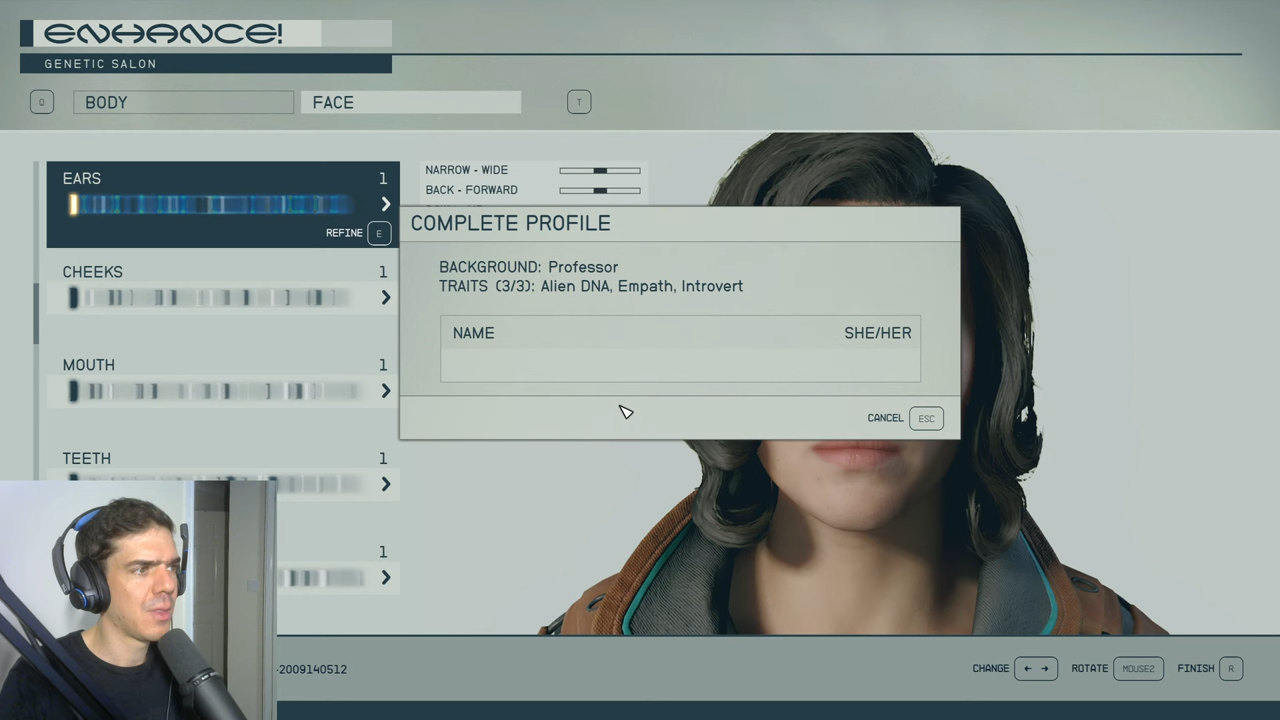 ENHANCE!
GENETIC SALON
Q
BODY
FACE
T
EARS 1
REFINE E
CHEEKS 1
MOUTH 1
TEETH 1
1
NARROW - WIDE
BACK - FORWARD
COMPLETE PROFILE
BACKGROUND: Professor
TRAITS (3/3): Alien DNA, Empath, Introvert
NAME
SHE/HER
CANCEL ESC
-2009140512
CHANGE ← →
ROTATE MOUSE2
FINISH R